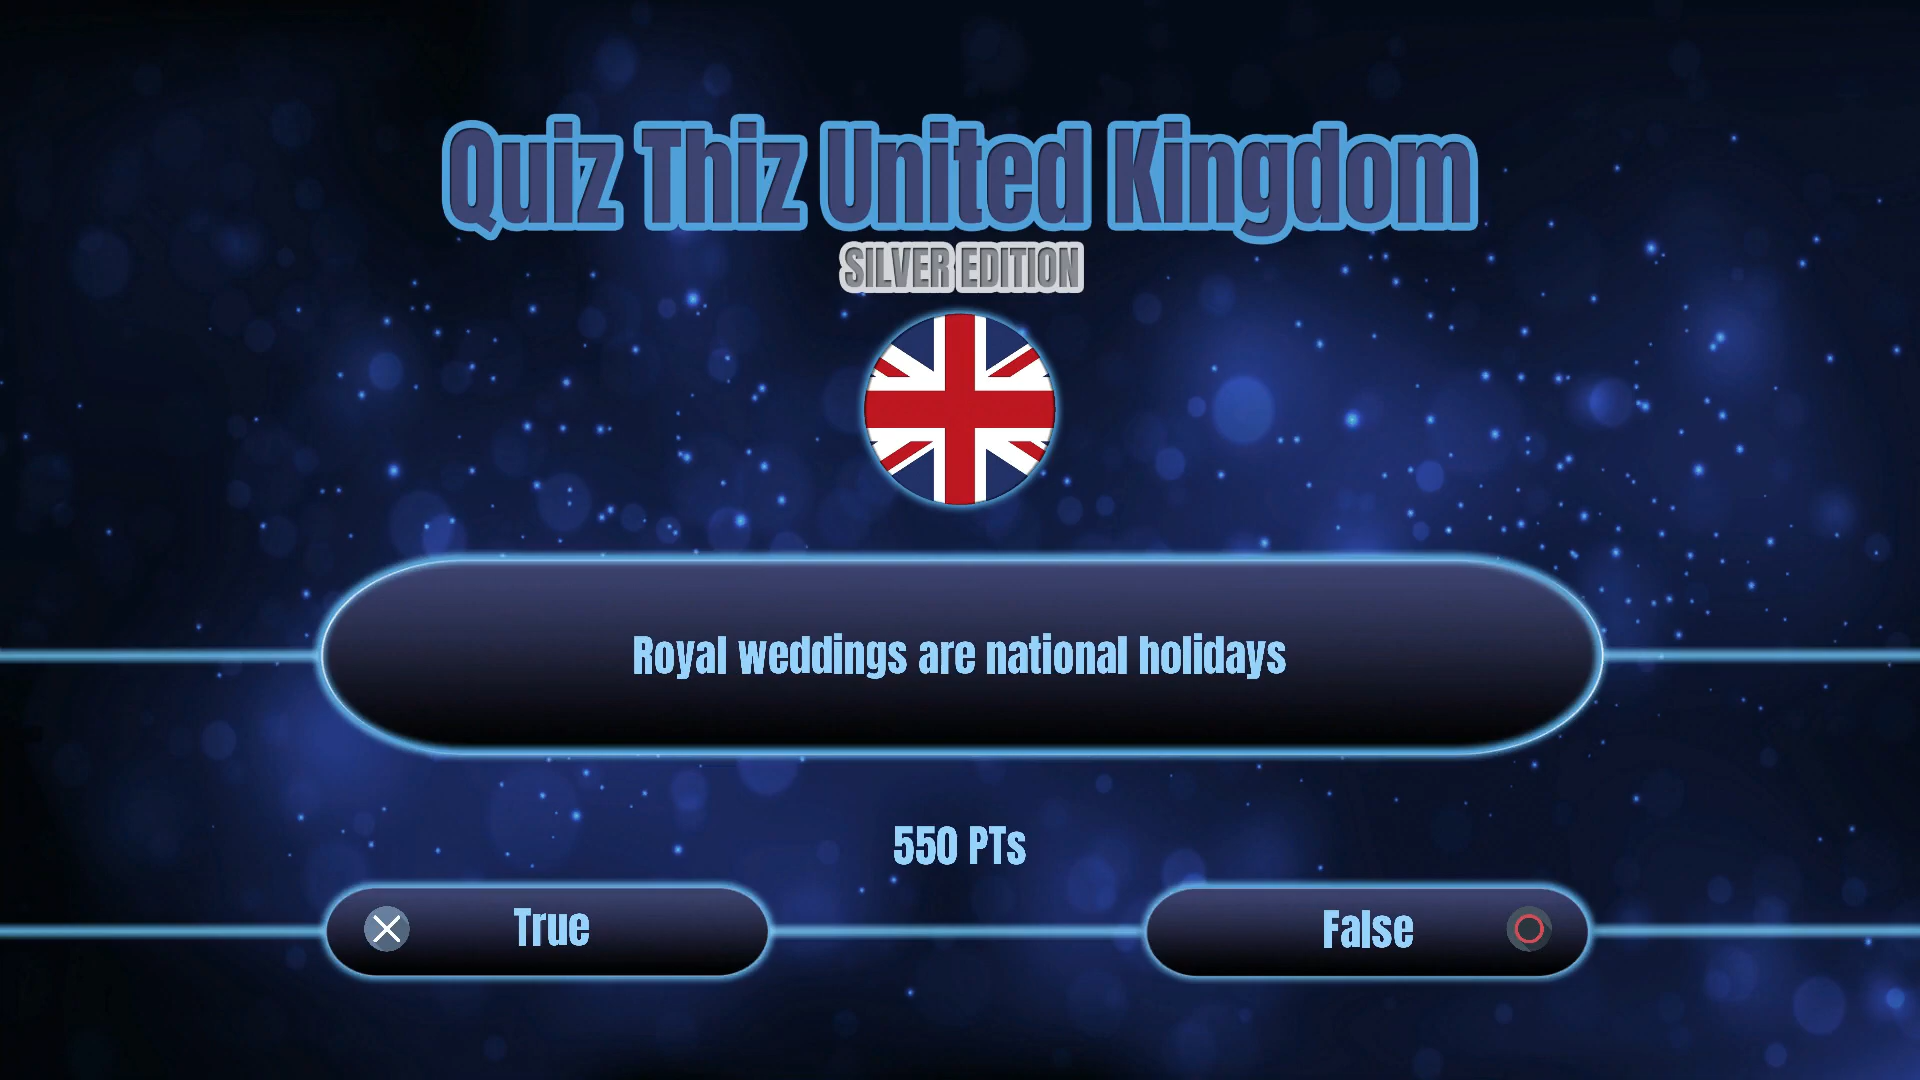 Quiz Thiz United Kingdom
SILVER EDITION
Royal weddings are national holidays
550 PTs
True
False